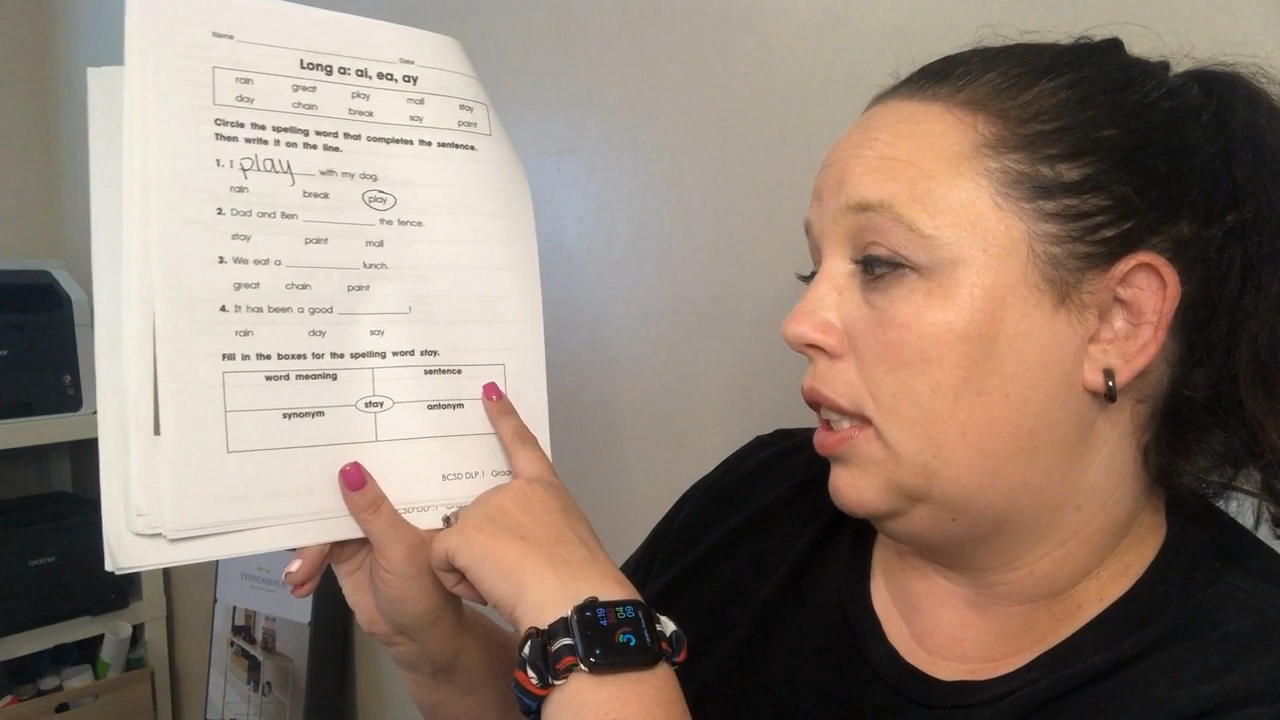 Name Date
Long a: ai, ea, ay
rain great play mail stay
day chain break say paint
Circle the spelling word that completes the sentence.
Then write it on the line.
1. I play with my dog.
rain break play
2. Dad and Ben the fence.
stay paint mail
3. We eat a lunch.
great chain paint
4. It has been a good !
rain day say
Fill in the boxes for the spelling word stay.
word meaning sentence
stay
synonym antonym
BCSD DLP.1
brother
4:19